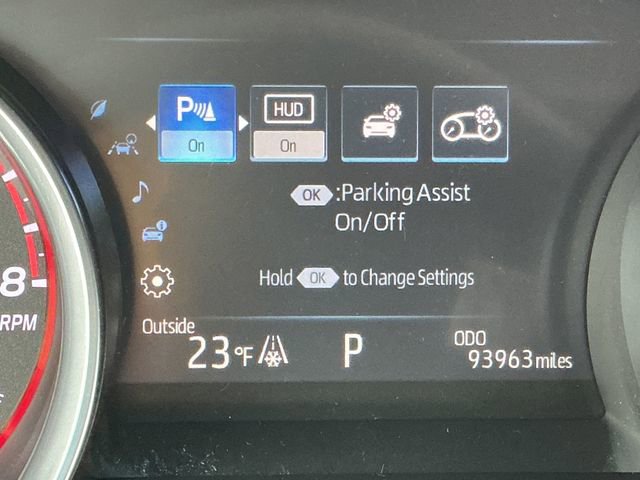 P
HUD
On
On
OK :Parking Assist
On/Off
Hold OK to Change Settings
8
RPM
Outside
23°F
P
ODO
93963 miles